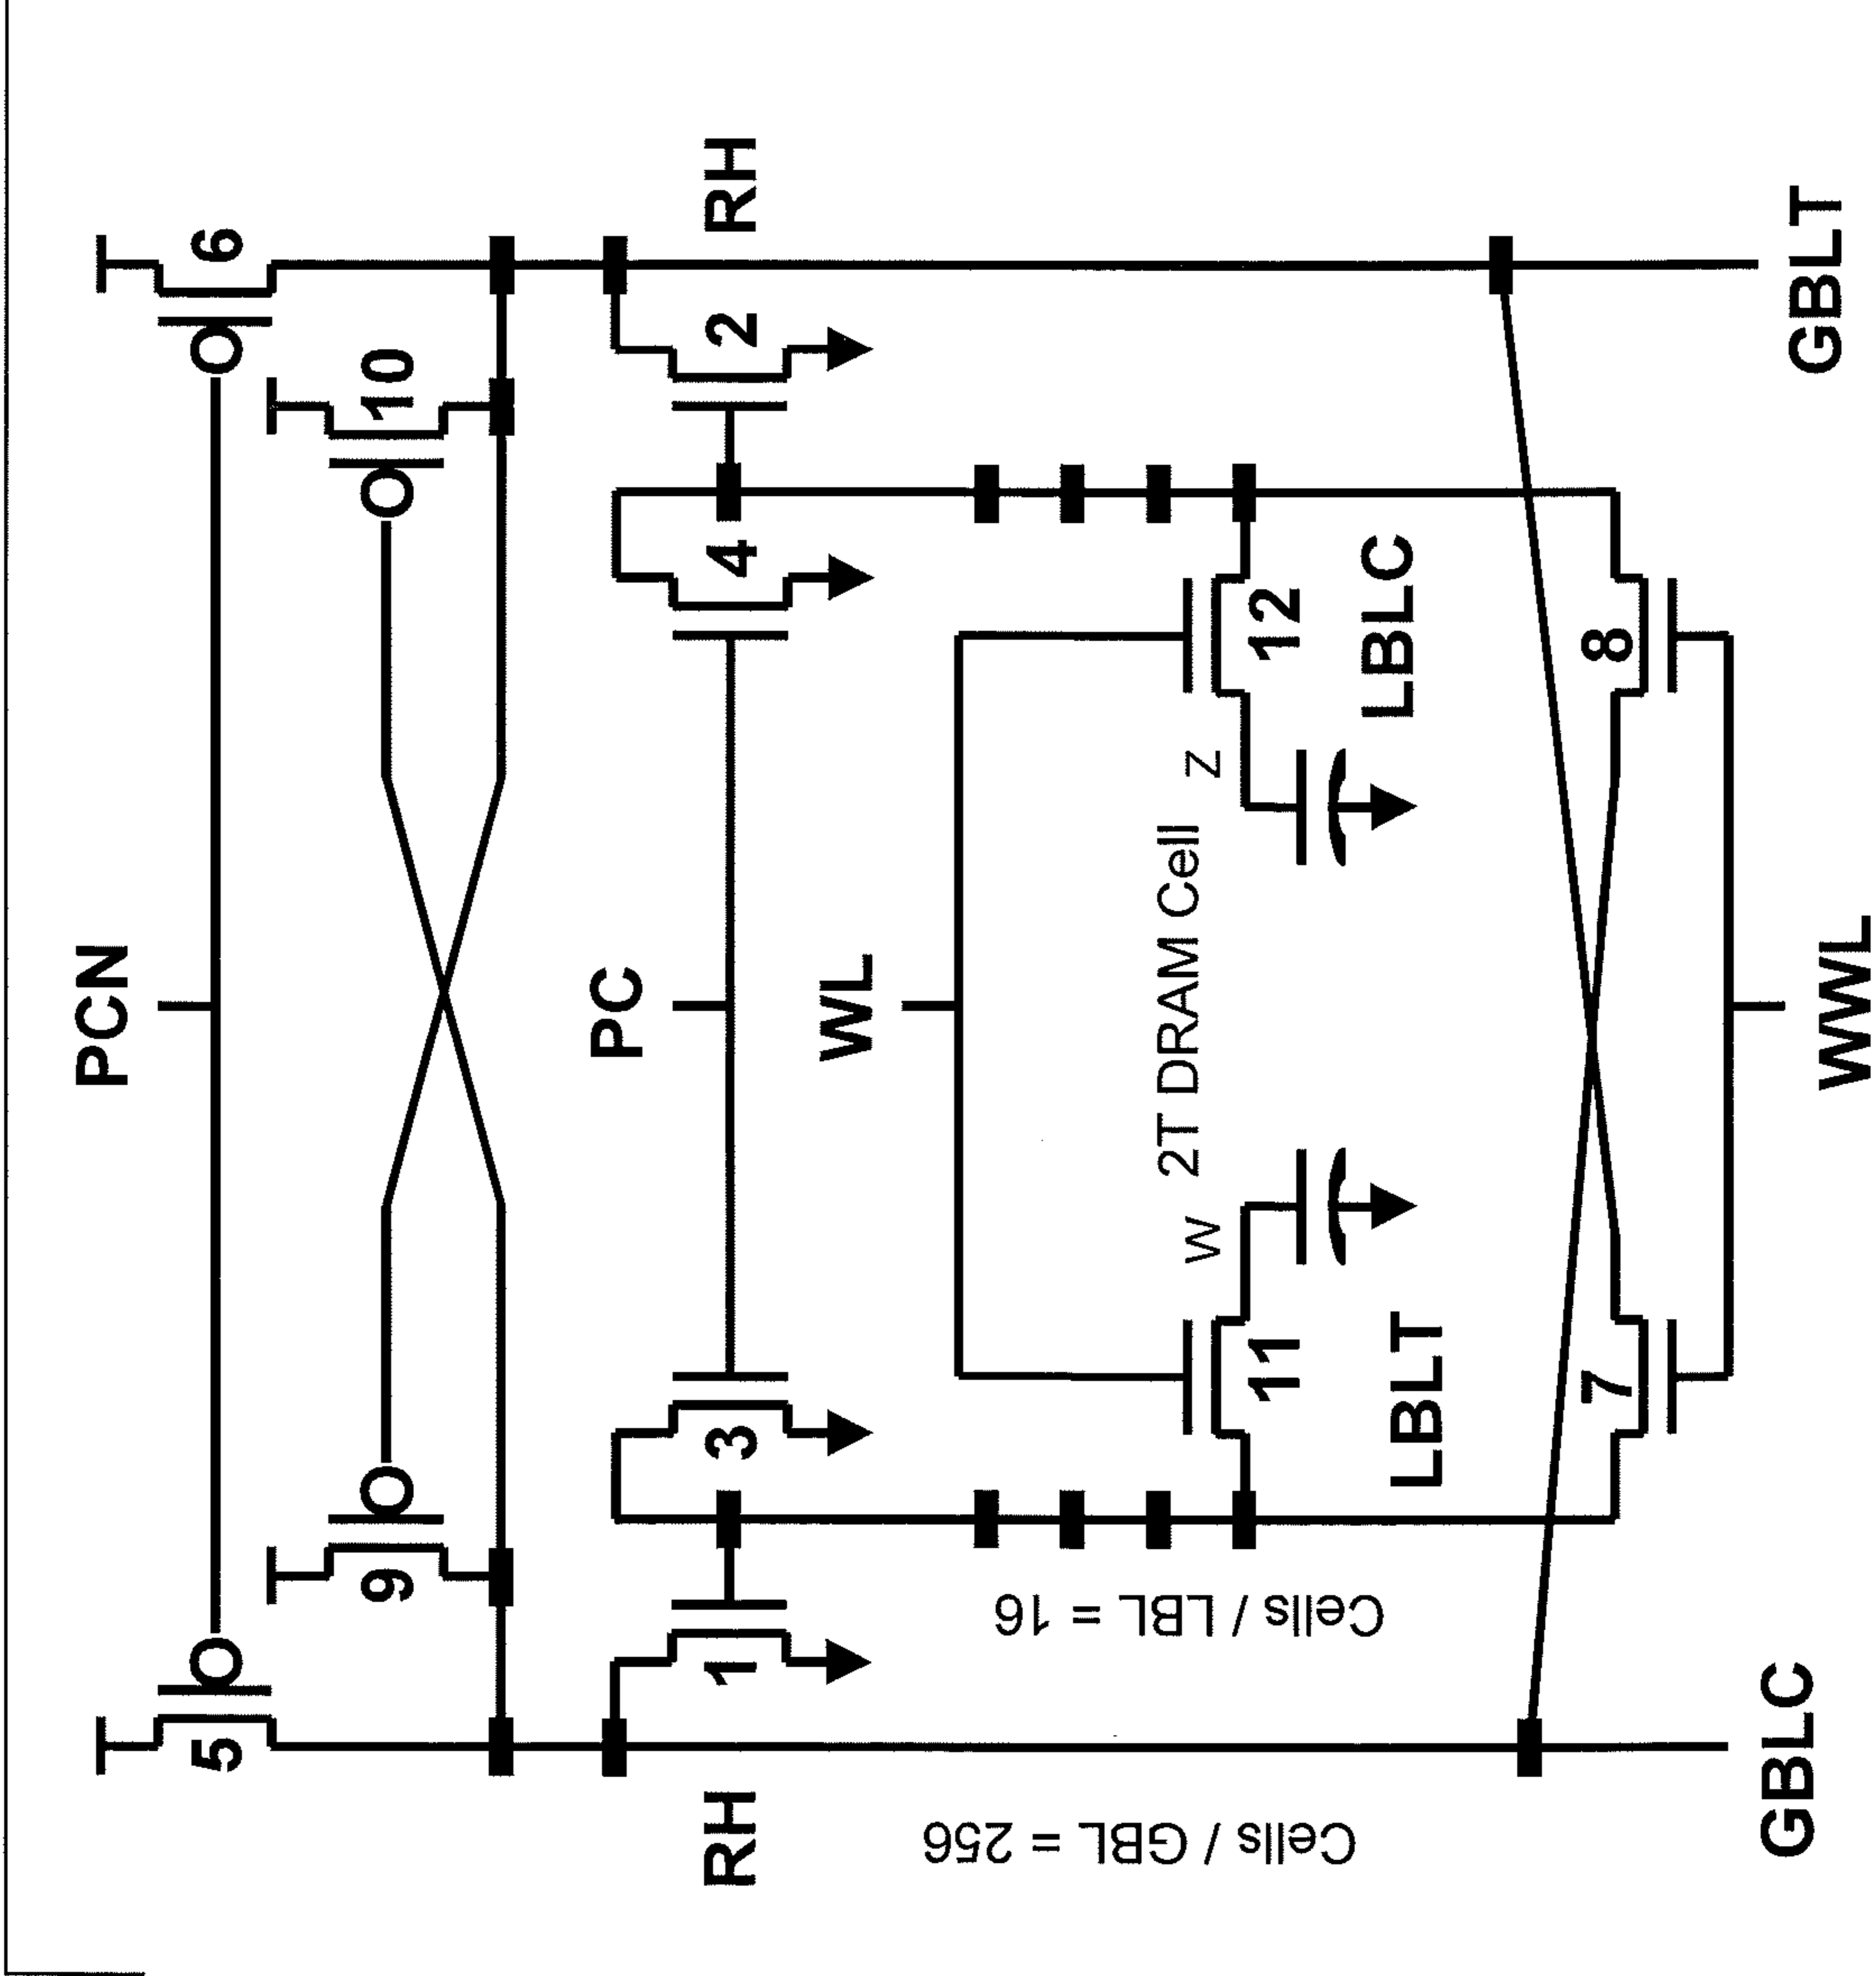 PCN
5
6
9
10
PC
RH
1
3
4
2
RH
WL
W
2T DRAM Cell
Z
11
12
LBLT
LBLC
Cells / LBL = 16
Cells / GBL = 256
7
8
GBLC
WWL
GBLT